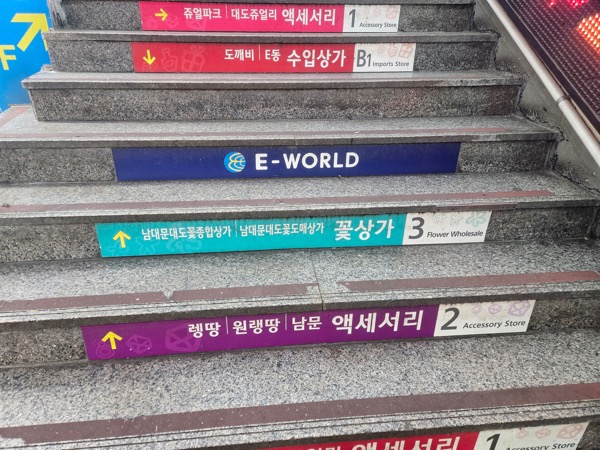 쥬얼파크 | 대도쥬얼리 액세서리 1 Accessory Store
도깨비 | E동 수입상가 B1 Imports Store
E-WORLD
남대문대도꽃종합상가 | 남대문대도꽃도매상가 꽃상가 3 Flower Wholesale
렝땅 | 원랭땅 | 남문 액세서리 2 Accessory Store
액세서리 1 Accessory Store